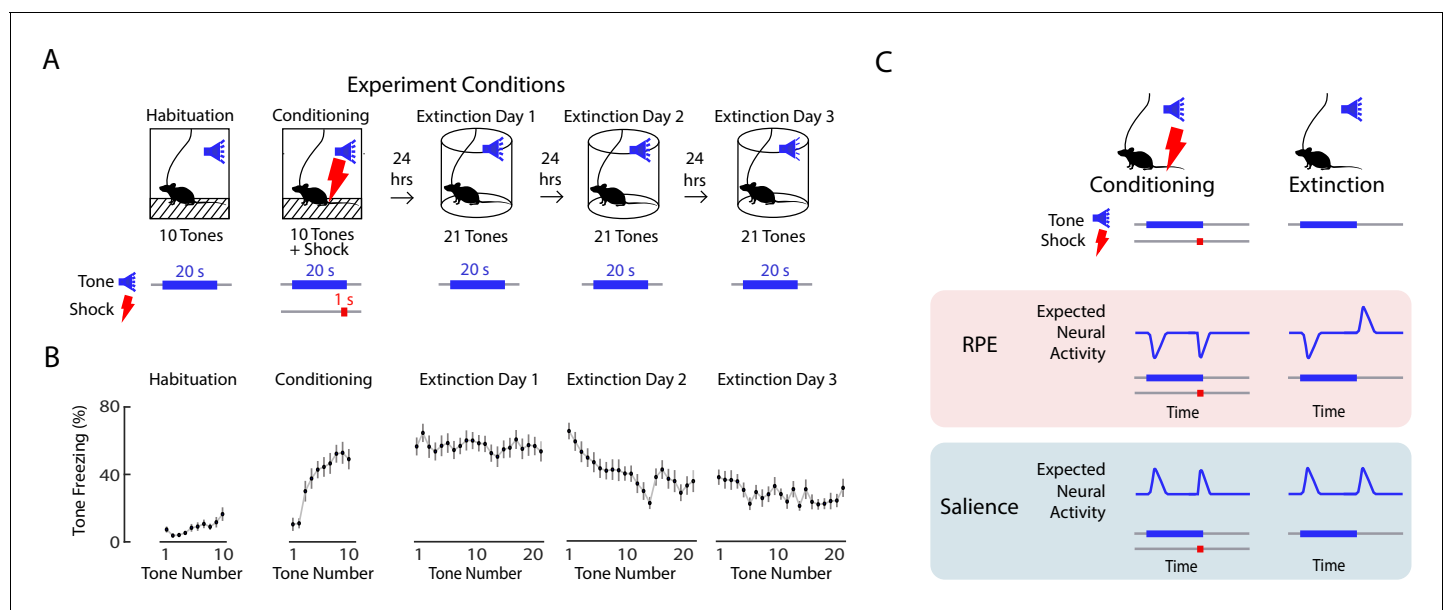 A
Experiment Conditions
Habituation
Conditioning
Extinction Day 1
Extinction Day 2
Extinction Day 3
24
hrs
24
hrs
24
hrs
10 Tones
10 Tones
+ Shock
21 Tones
21 Tones
21 Tones
Tone
20 s
20 s
20 s
20 s
20 s
Shock
1 s
B
Habituation
Conditioning
Extinction Day 1
Extinction Day 2
Extinction Day 3
Tone Freezing (%)
80
40
0
1 10
1 10
1 20
1 20
1 20
Tone Number
Tone Number
Tone Number
Tone Number
Tone Number
C
Conditioning
Extinction
Tone
Shock
RPE
Expected
Neural
Activity
Time
Time
Salience
Expected
Neural
Activity
Time
Time